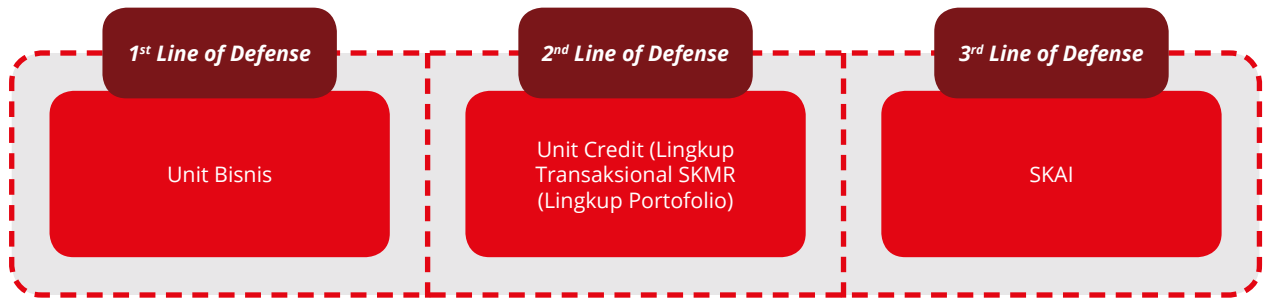 1st Line of Defense
Unit Bisnis
2nd Line of Defense
Unit Credit (Lingkup
Transaksional SKMR
(Lingkup Portofolio)
3rd Line of Defense
SKAI